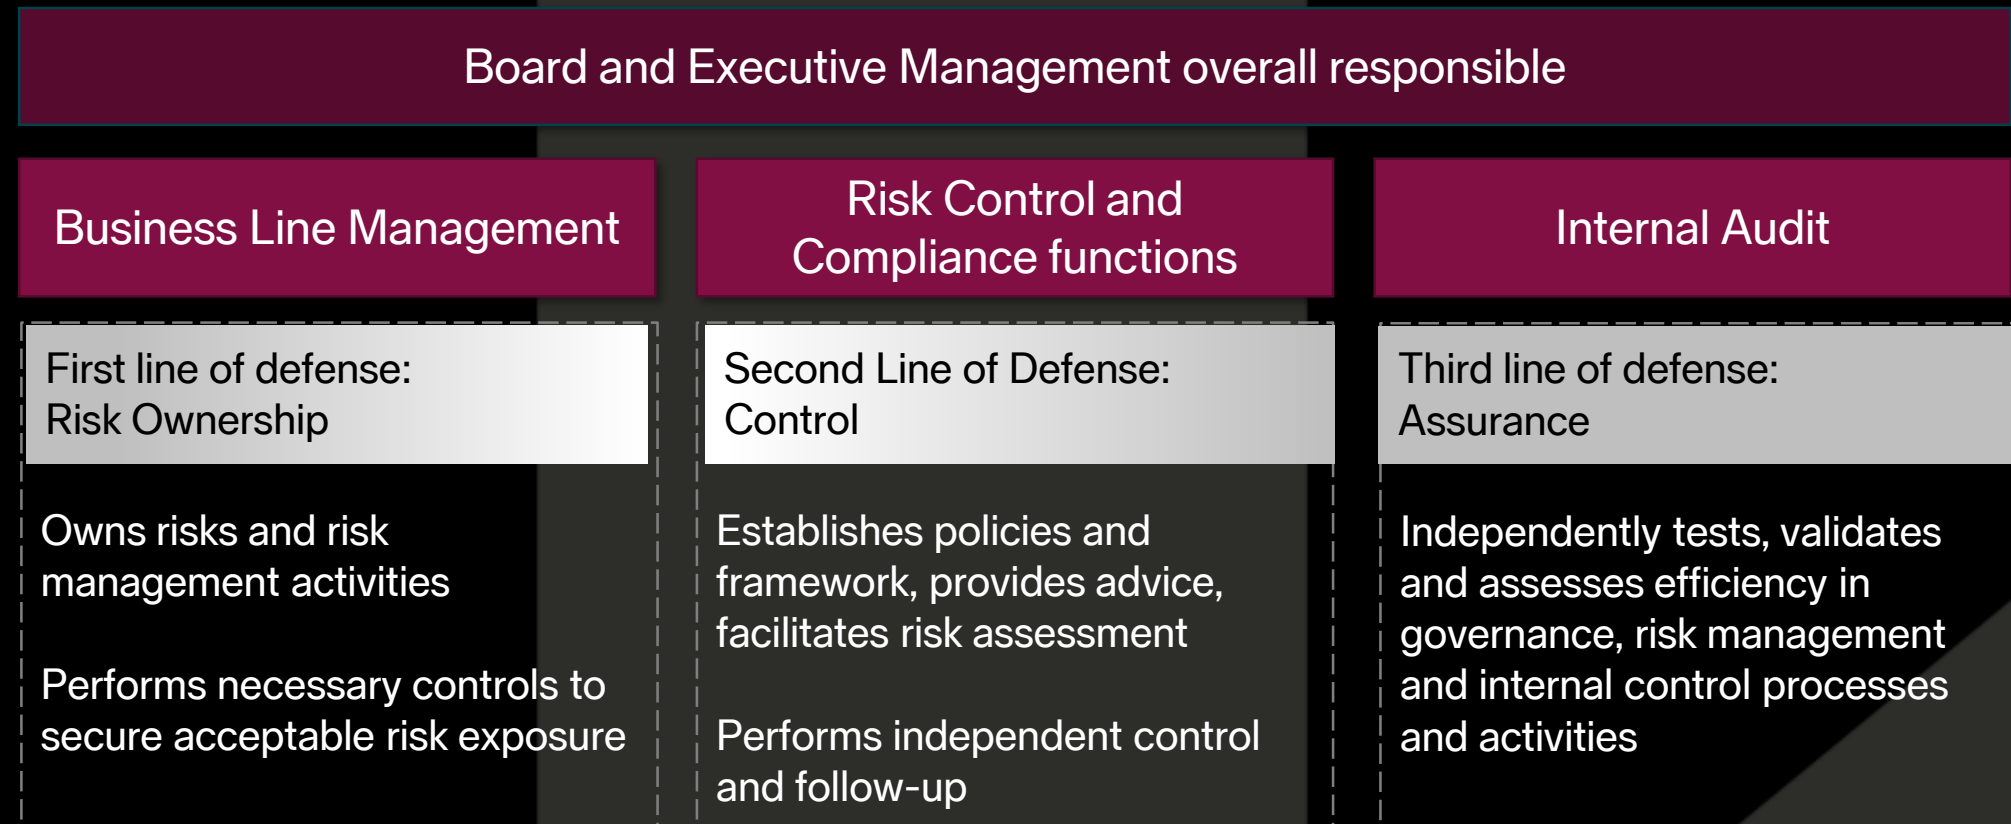 Board and Executive Management overall responsible
Business Line Management
Risk Control and
Compliance functions
Internal Audit
First line of defense:
Risk Ownership
Owns risks and risk
management activities
Performs necessary controls to
secure acceptable risk exposure
Second Line of Defense:
Control
Establishes policies and
framework, provides advice,
facilitates risk assessment
Performs independent control
and follow-up
Third line of defense:
Assurance
Independently tests, validates
and assesses efficiency in
governance, risk management
and internal control processes
and activities